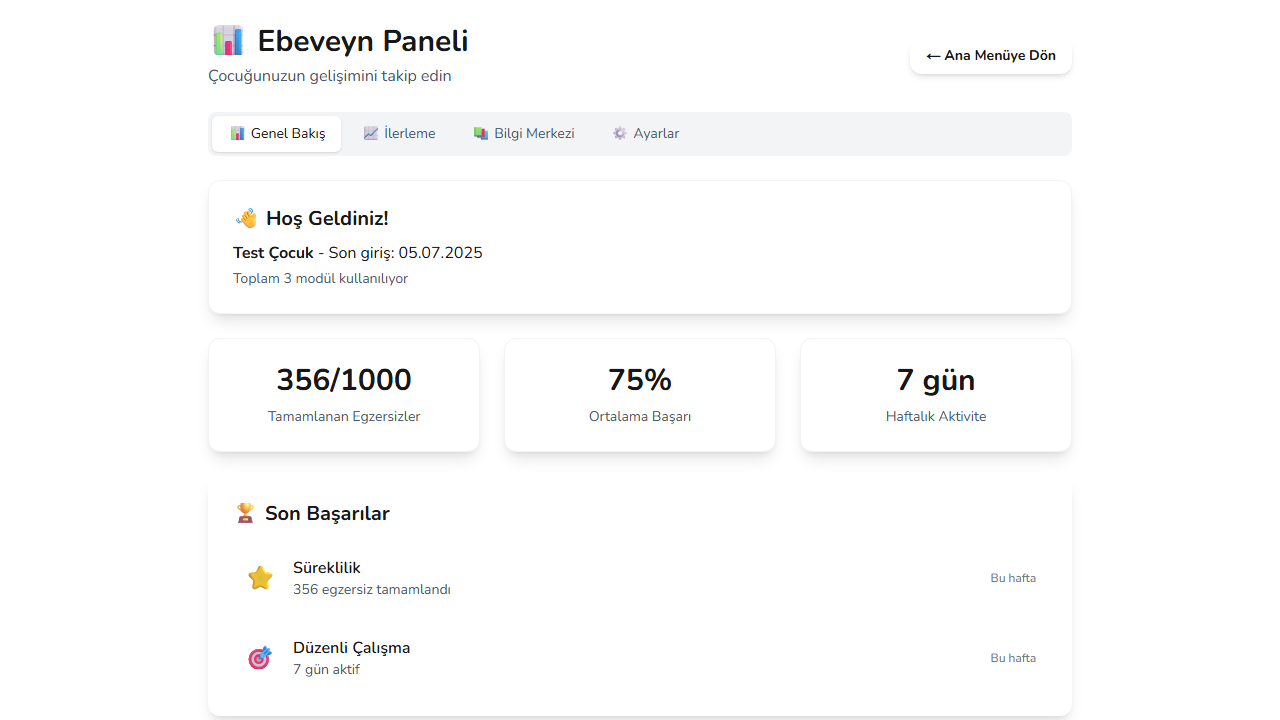 Ebeveyn Paneli
Çocuğunuzun gelişimini takip edin
← Ana Menüye Dön
Genel Bakış
İlerleme
Bilgi Merkezi
Ayarlar
Hoş Geldiniz!
Test Çocuk - Son giriş: 05.07.2025
Toplam 3 modül kullanılıyor
356/1000
Tamamlanan Egzersizler
75%
Ortalama Başarı
7 gün
Haftalık Aktivite
Son Başarılar
Süreklilik
356 egzersiz tamamlandı
Bu hafta
Düzenli Çalışma
7 gün aktif
Bu hafta